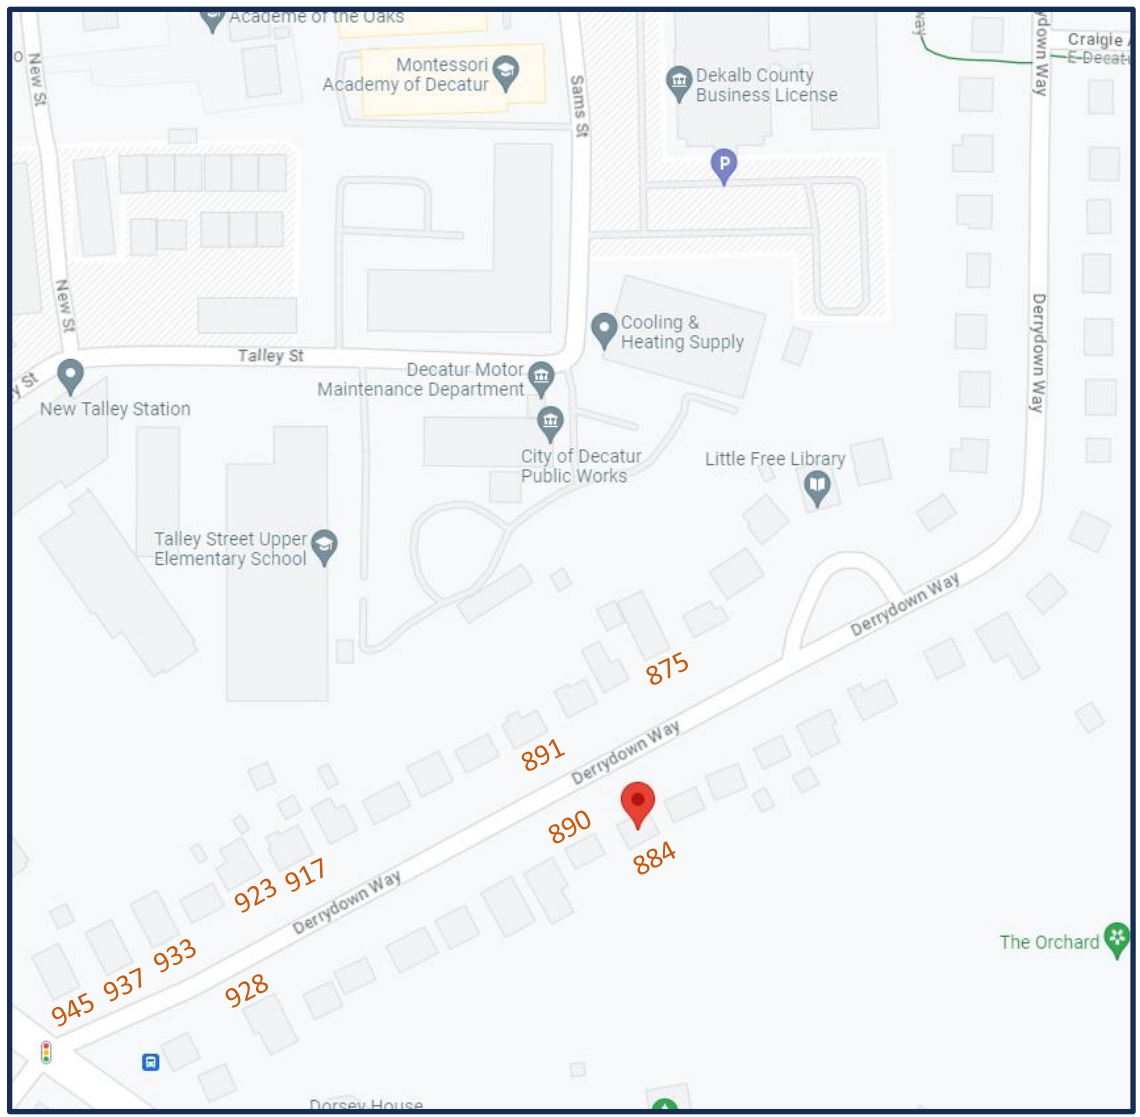 Academe of the Oaks
New St
Montessori
Academy of Decatur
Sams St
Dekalb County
Business License
P
way
Derrydown Way
Craigie A
E-Decatu
New St
Talley St
Cooling &
Heating Supply
Derrydown Way
y St
New Talley Station
Decatur Motor
Maintenance Department
City of Decatur
Public Works
Little Free Library
Talley Street Upper
Elementary School
Derrydown Way
875
891
Derrydown Way
890
884
923
917
Derrydown Way
The Orchard
945
937
933
928
Dorsey House